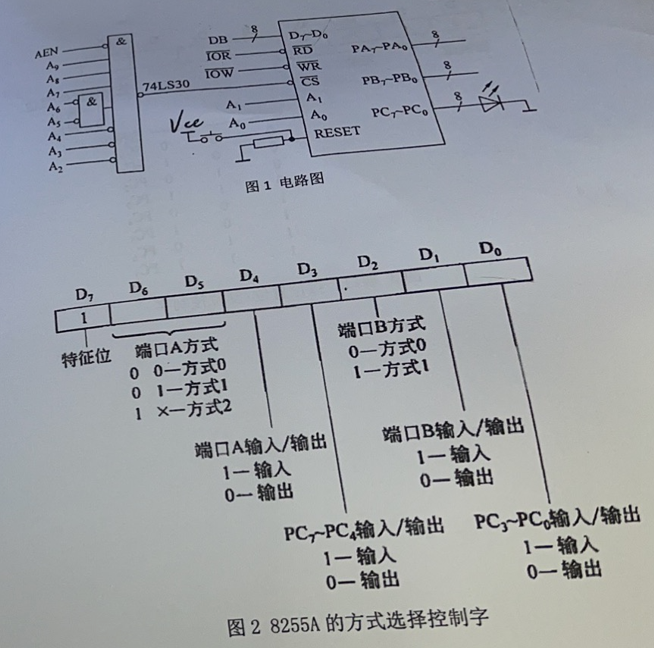 AEN
A₉
A₈
A₇
A₆
A₅
A₄
A₃
A₂
&
&
74LS30
DB
8
IOR
IOW
A₁
A₀
Vcc
D₇~D₀
RD
WR
CS
A₁
A₀
RESET
PA₇~PA₀
8
PB₇~PB₀
8
PC₇~PC₀
8
图1 电路图
D₇ D₆ D₅ D₄ D₃ D₂ D₁ D₀
1
特征位
端口A方式
0 0—方式0
0 1—方式1
1 ×—方式2
端口B方式
0—方式0
1—方式1
端口A输入/输出
1—输入
0—输出
端口B输入/输出
1—输入
0—输出
PC₇~PC₄输入/输出
1—输入
0—输出
PC₃~PC₀输入/输出
1—输入
0—输出
图2 8255A的方式选择控制字